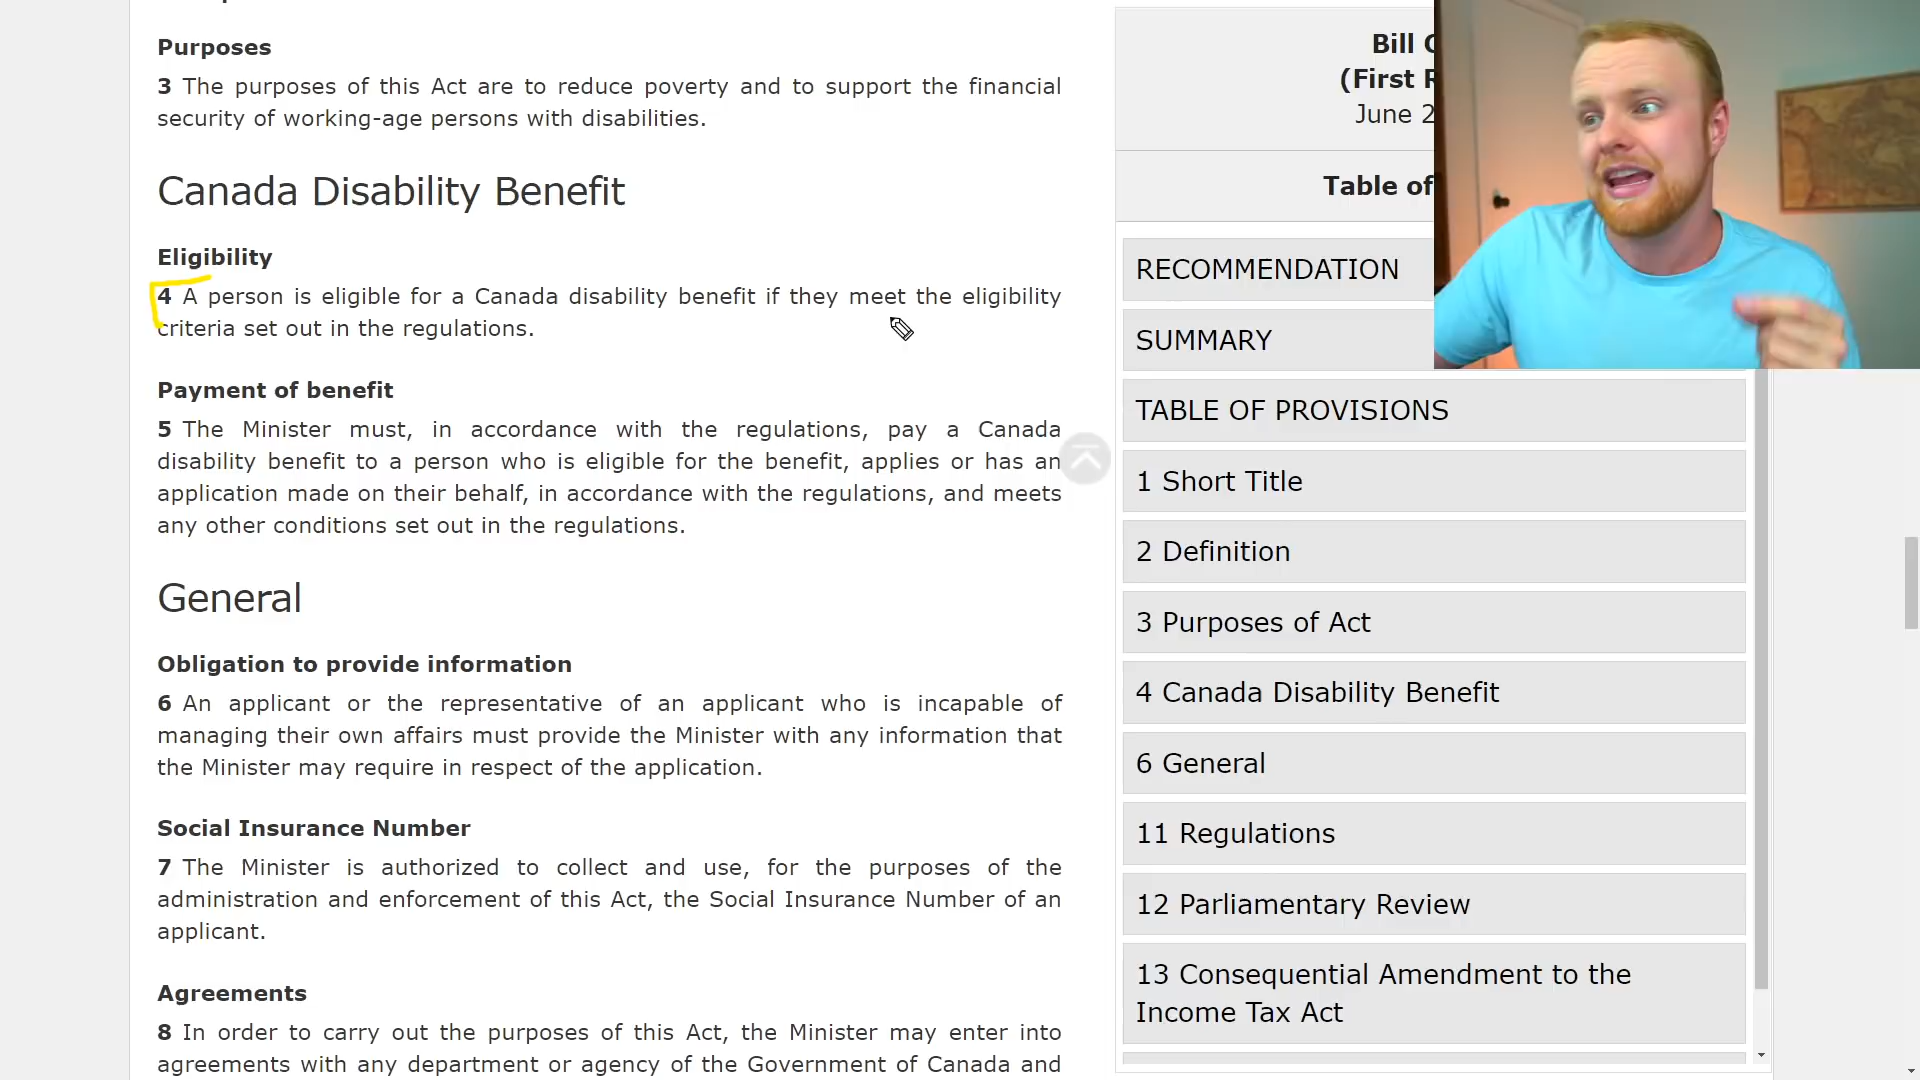 Purposes
3 The purposes of this Act are to reduce poverty and to support the financial
security of working-age persons with disabilities.
Canada Disability Benefit
Eligibility
4 A person is eligible for a Canada disability benefit if they meet the eligibility
criteria set out in the regulations.
Payment of benefit
5 The Minister must, in accordance with the regulations, pay a Canada
disability benefit to a person who is eligible for the benefit, applies or has an
application made on their behalf, in accordance with the regulations, and meets
any other conditions set out in the regulations.
General
Obligation to provide information
6 An applicant or the representative of an applicant who is incapable of
managing their own affairs must provide the Minister with any information that
the Minister may require in respect of the application.
Social Insurance Number
7 The Minister is authorized to collect and use, for the purposes of the
administration and enforcement of this Act, the Social Insurance Number of an
applicant.
Agreements
8 In order to carry out the purposes of this Act, the Minister may enter into
agreements with any department or agency of the Government of Canada and
Bill
(First
June
Table of
RECOMMENDATION
SUMMARY
TABLE OF PROVISIONS
1 Short Title
2 Definition
3 Purposes of Act
4 Canada Disability Benefit
6 General
11 Regulations
12 Parliamentary Review
13 Consequential Amendment to the
Income Tax Act